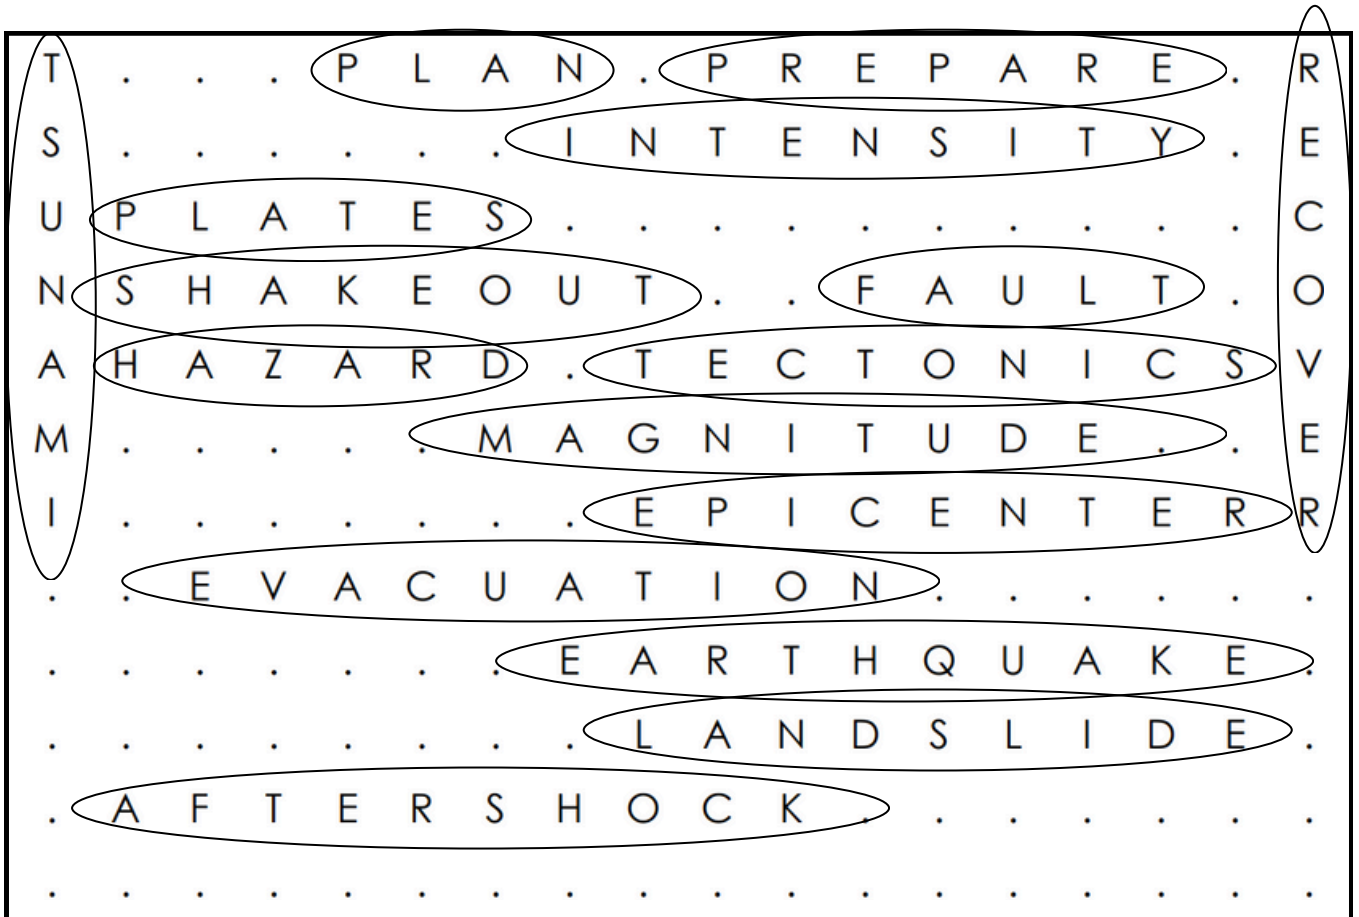 T . . . P L A N . P R E P A R E . R
S . . . . . . I N T E N S I T Y . E
U P L A T E S . . . . . . . . . . C
N S H A K E O U T . . F A U L T . O
A H A Z A R D . T E C T O N I C S V
M . . . . . M A G N I T U D E . . E
I . . . . . . . E P I C E N T E R R
. . E V A C U A T I O N . . . . . .
. . . . . . . E A R T H Q U A K E .
. . . . . . . . L A N D S L I D E .
. A F T E R S H O C K . . . . . . .
. . . . . . . . . . . . . . . . . .